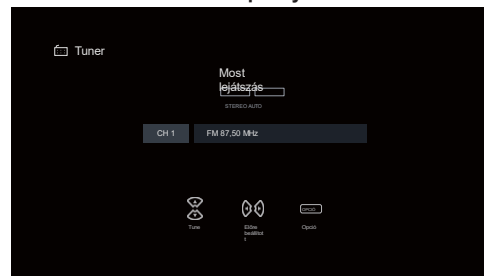 Tuner
Most
lejátszás
STEREO AUTO
CH 1 FM 87,50 MHz
OPCIÓ
Tune Előre Opció
beállítot
t